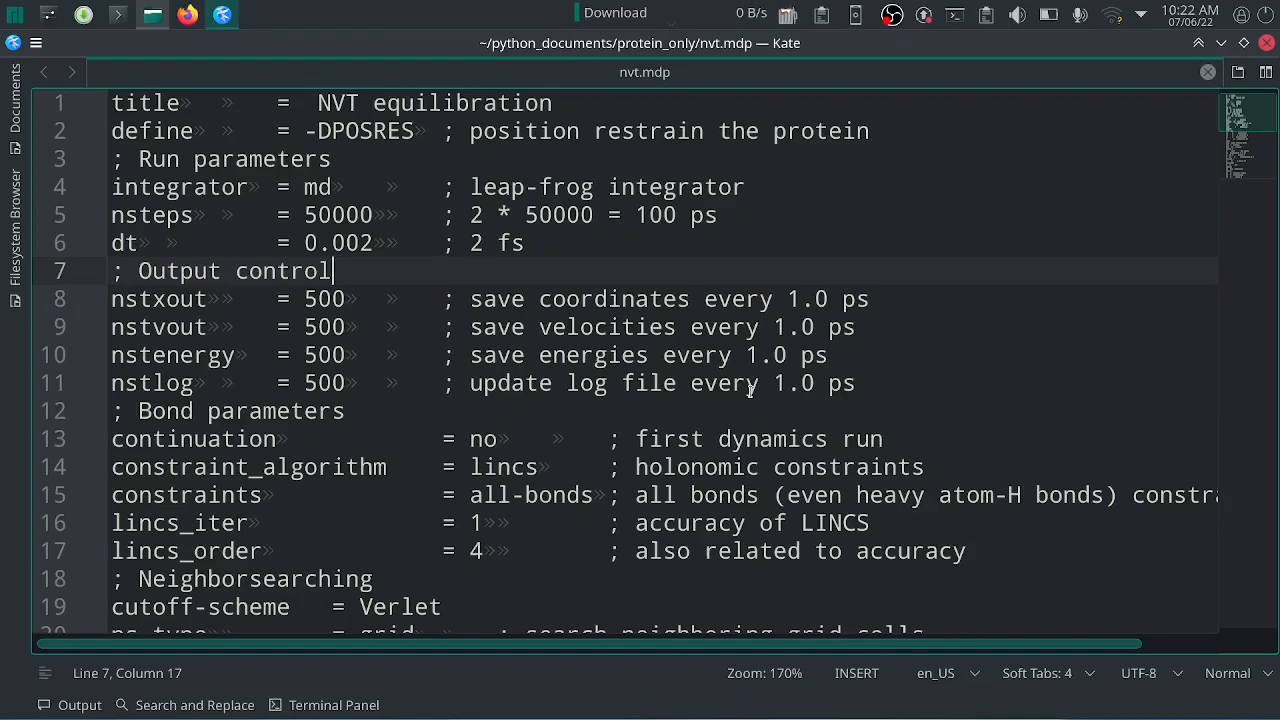 Download
0 B/s
10:22 AM
07/06/22
~/python_documents/protein_only/nvt.mdp — Kate
nvt.mdp
Documents
Filesystem Browser
1 title » » = NVT equilibration
2 define » » = -DPOSRES » ; position restrain the protein
3 ; Run parameters
4 integrator » = md » » ; leap-frog integrator
5 nsteps » » = 50000 »» ; 2 * 50000 = 100 ps
6 dt » » = 0.002 »» ; 2 fs
7 ; Output control
8 nstxout »» = 500 » » ; save coordinates every 1.0 ps
9 nstvout »» = 500 » » ; save velocities every 1.0 ps
10 nstenergy » = 500 » » ; save energies every 1.0 ps
11 nstlog » » = 500 » » ; update log file every 1.0 ps
12 ; Bond parameters
13 continuation » = no » » ; first dynamics run
14 constraint_algorithm = lincs » ; holonomic constraints
15 constraints » = all-bonds » ; all bonds (even heavy atom-H bonds) constra
16 lincs_iter » = 1 »» ; accuracy of LINCS
17 lincs_order » = 4 »» ; also related to accuracy
18 ; Neighborsearching
19 cutoff-scheme = Verlet
20 ns_type »» = grid » » ; search neighboring grid cells
Line 7, Column 17
Zoom: 170%
INSERT
en_US
Soft Tabs: 4
UTF-8
Normal
Output
Search and Replace
Terminal Panel